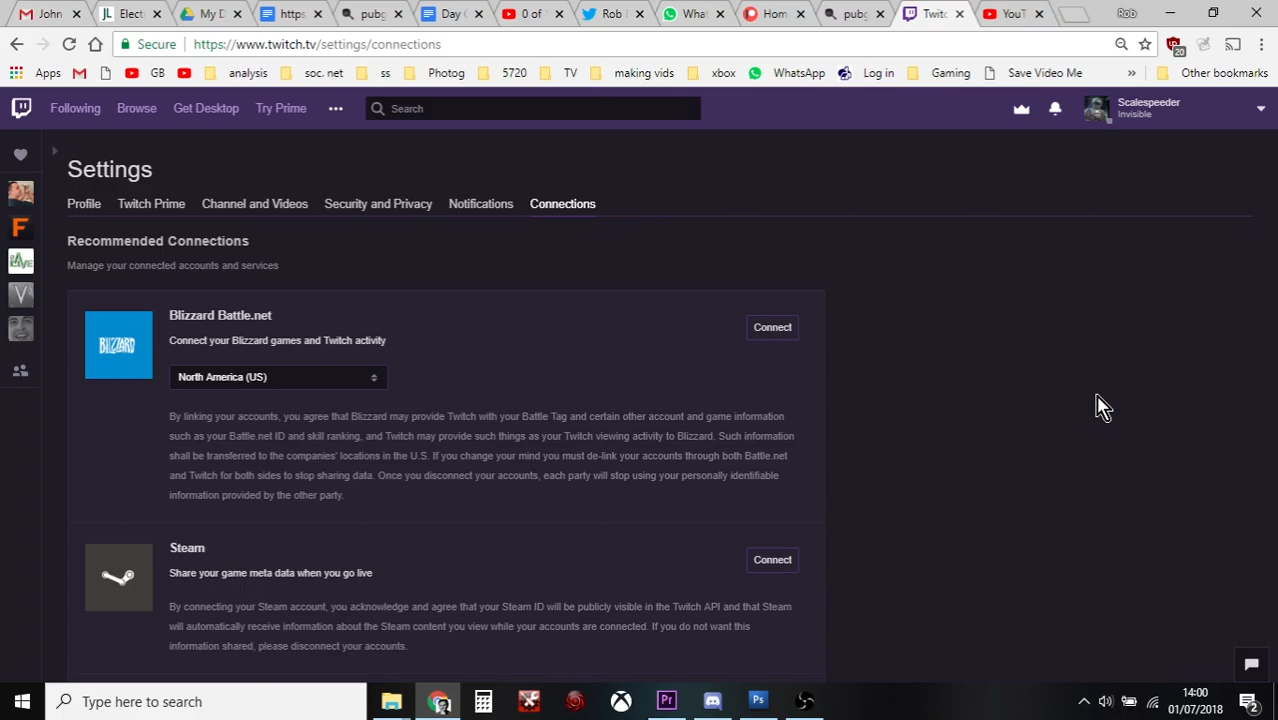 John
Elect
My D
https
pubg
Day
0 of
Rob
What
Hom
pubg
Twitc
YouT
Rob
Secure
https://www.twitch.tv/settings/connections
20
Apps
GB
analysis
soc. net
ss
Photog
5720
TV
making vids
xbox
WhatsApp
Log in
Gaming
Save Video Me
»
Other bookmarks
Following
Browse
Get Desktop
Try Prime
Search
Scalespeeder
Invisible
Settings
Profile
Twitch Prime
Channel and Videos
Security and Privacy
Notifications
Connections
Recommended Connections
Manage your connected accounts and services
BLIZZARD
Blizzard Battle.net
Connect
Connect your Blizzard games and Twitch activity
North America (US)
By linking your accounts, you agree that Blizzard may provide Twitch with your Battle Tag and certain other account and game information
such as your Battle.net ID and skill ranking, and Twitch may provide such things as your Twitch viewing activity to Blizzard. Such information
shall be transferred to the companies' locations in the U.S. If you change your mind you must de-link your accounts through both Battle.net
and Twitch for both sides to stop sharing data. Once you disconnect your accounts, each party will stop using your personally identifiable
information provided by the other party.
Steam
Connect
Share your game meta data when you go live
By connecting your Steam account, you acknowledge and agree that your Steam ID will be publicly visible in the Twitch API and that Steam
will automatically receive information about the Steam content you view while your accounts are connected. If you do not want this
information shared, please disconnect your accounts.
Type here to search
Pr
Ps
14:00
01/07/2018
2